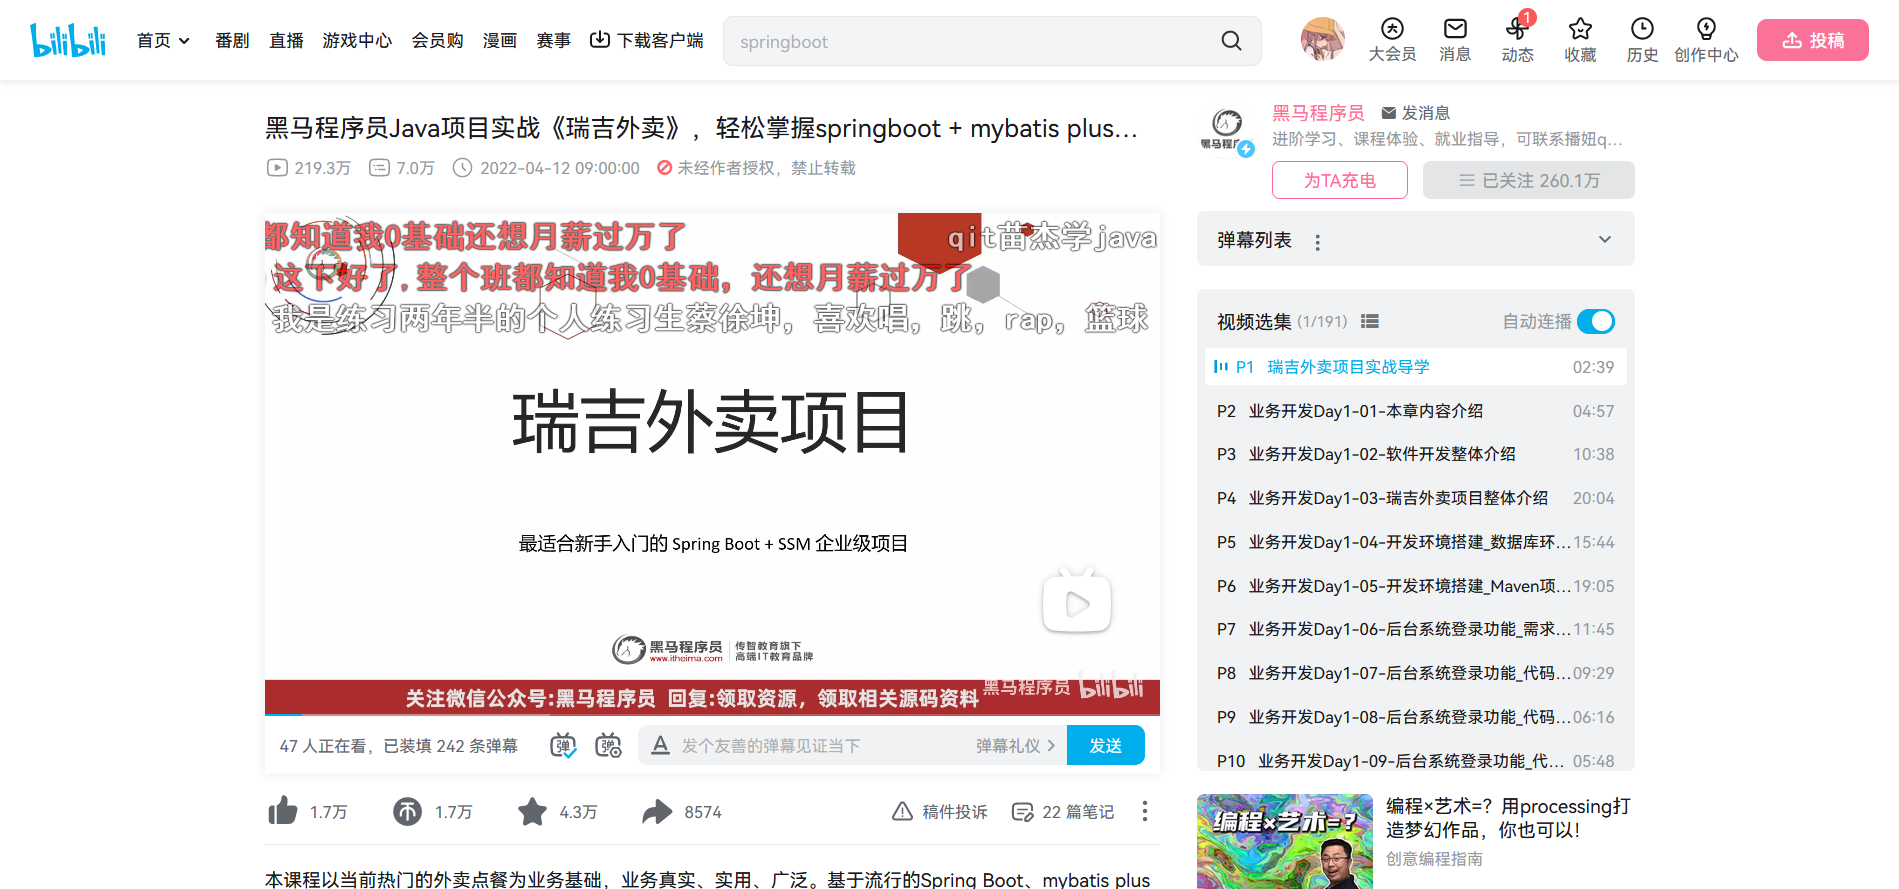 bilibili 首页 番剧 直播 游戏中心 会员购 漫画 赛事 下载客户端 springboot 大会员 消息 1 动态 收藏 历史 创作中心 投稿
黑马程序员Java项目实战《瑞吉外卖》，轻松掌握springboot + mybatis plus...
219.3万 7.0万 2022-04-12 09:00:00 未经作者授权，禁止转载
都知道我0基础还想月薪过万了
qit苗杰学java
这下好了,整个班都知道我0基础，还想月薪过万了
我是练习两年半的个人练习生蔡徐坤，喜欢唱，跳，rap，篮球
瑞吉外卖项目
最适合新手入门的 Spring Boot + SSM 企业级项目
黑马程序员
www.itheima.com
传智教育旗下
高端IT教育品牌
关注微信公众号:黑马程序员 回复:领取资源，领取相关源码资料
黑马程序员 bilibili
47 人正在看，已装填 242 条弹幕 弹 弹 A 发个友善的弹幕见证当下 弹幕礼仪 发送
1.7万 1.7万 4.3万 8574 稿件投诉 22 篇笔记
本课程以当前热门的外卖点餐为业务基础，业务真实、实用、广泛。基于流行的Spring Boot、mybatis plus
黑马程序员 发消息
进阶学习、课程体验、就业指导，可联系播妞q...
为TA充电 已关注 260.1万
弹幕列表
视频选集 (1/191) 自动连播
P1 瑞吉外卖项目实战导学 02:39
P2 业务开发Day1-01-本章内容介绍 04:57
P3 业务开发Day1-02-软件开发整体介绍 10:38
P4 业务开发Day1-03-瑞吉外卖项目整体介绍 20:04
P5 业务开发Day1-04-开发环境搭建_数据库环... 15:44
P6 业务开发Day1-05-开发环境搭建_Maven项... 19:05
P7 业务开发Day1-06-后台系统登录功能_需求... 11:45
P8 业务开发Day1-07-后台系统登录功能_代码... 09:29
P9 业务开发Day1-08-后台系统登录功能_代码... 06:16
P10 业务开发Day1-09-后台系统登录功能_代... 05:48
编程×艺术=？
编程×艺术=？用processing打
造梦幻作品，你也可以！
创意编程指南